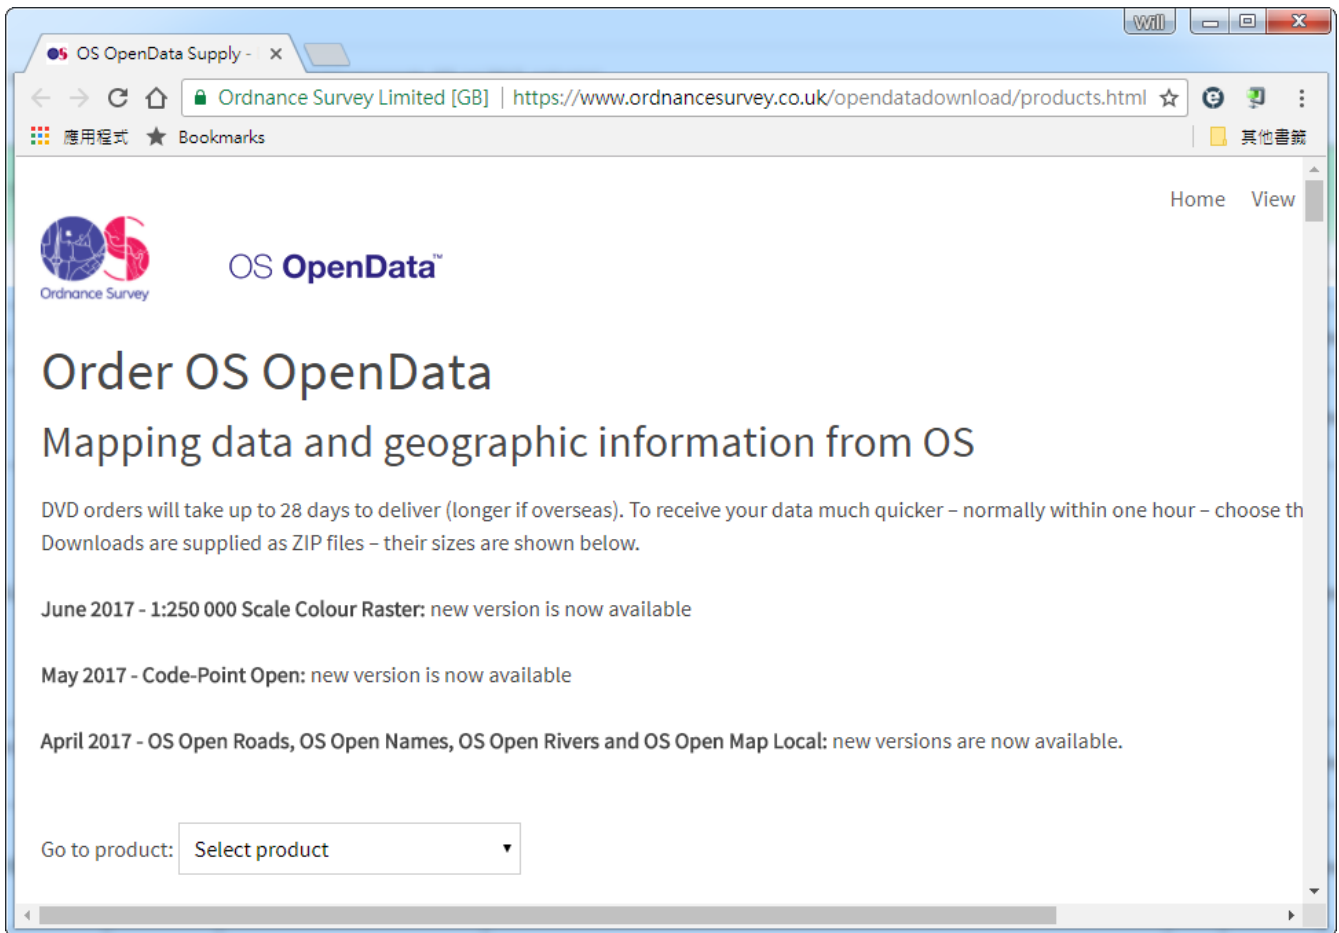 Will
OS OpenData Supply -
Ordnance Survey Limited [GB] | https://www.ordnancesurvey.co.uk/opendatadownload/products.html
應用程式 Bookmarks 其他書籤
Home View
OS
Ordnance Survey
OS OpenData™
Order OS OpenData
Mapping data and geographic information from OS
DVD orders will take up to 28 days to deliver (longer if overseas). To receive your data much quicker – normally within one hour – choose th
Downloads are supplied as ZIP files – their sizes are shown below.
June 2017 - 1:250 000 Scale Colour Raster: new version is now available
May 2017 - Code-Point Open: new version is now available
April 2017 - OS Open Roads, OS Open Names, OS Open Rivers and OS Open Map Local: new versions are now available.
Go to product: Select product